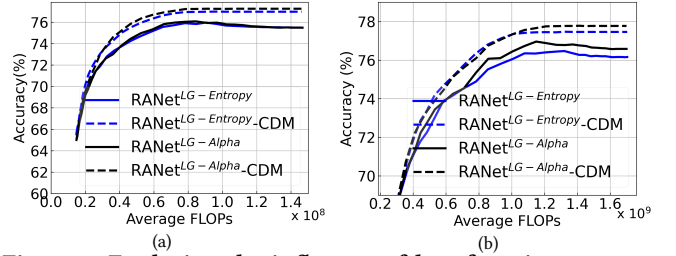 76
74
72
70
68
66
64
62
60
Accuracy(%)
RANet^{LG-Entropy}
RANet^{LG-Entropy}-CDM
RANet^{LG-Alpha}
RANet^{LG-Alpha}-CDM
0.0 0.2 0.4 0.6 0.8 1.0 1.2 1.4
Average FLOPs
x 10^8
(a)
78
76
74
72
70
Accuracy (%)
RANet^{LG-Entropy}
RANet^{LG-Entropy}-CDM
RANet^{LG-Alpha}
RANet^{LG-Alpha}-CDM
0.2 0.4 0.6 0.8 1.0 1.2 1.4 1.6
Average FLOPs
x 10^9
(b)